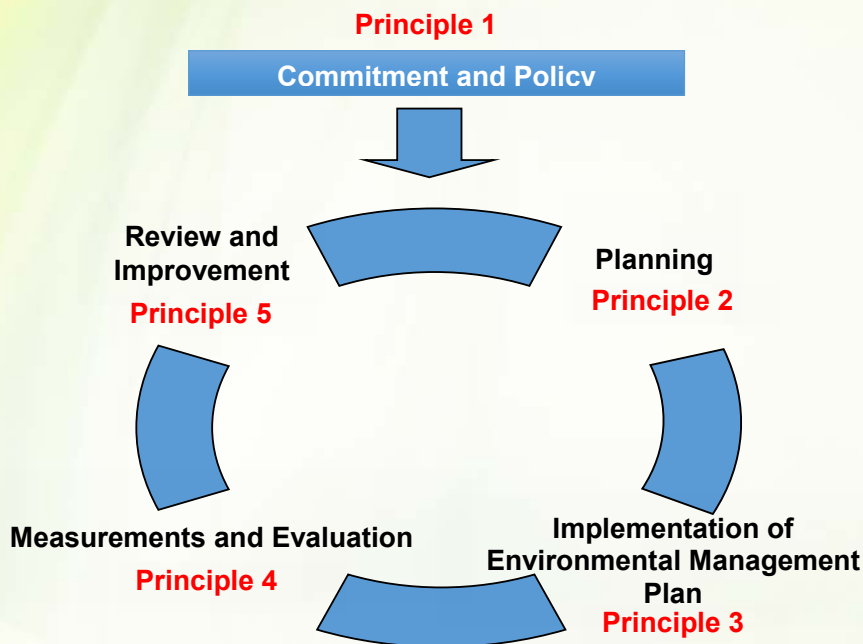 Principle 1
Commitment and Policy
Review and
Improvement
Principle 5
Planning
Principle 2
Measurements and Evaluation
Principle 4
Implementation of
Environmental Management
Plan
Principle 3